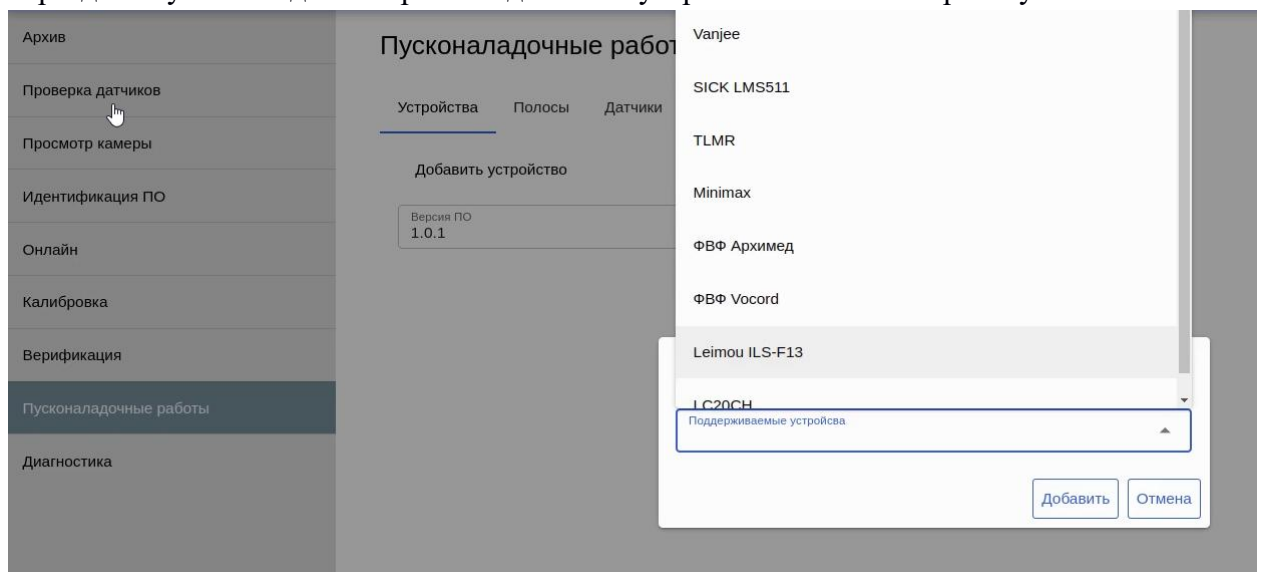 Архив
Проверка датчиков
Просмотр камеры
Идентификация ПО
Онлайн
Калибровка
Верификация
Пусконаладочные работы
Диагностика
Пусконаладочные работ
Устройства Полосы Датчики
Добавить устройство
Версия ПО
1.0.1
Vanjee
SICK LMS511
TLMR
Minimax
ФВФ Архимед
ФВФ Vocord
Leimou ILS-F13
LC20CH
Поддерживаемые устройсва
Добавить Отмена